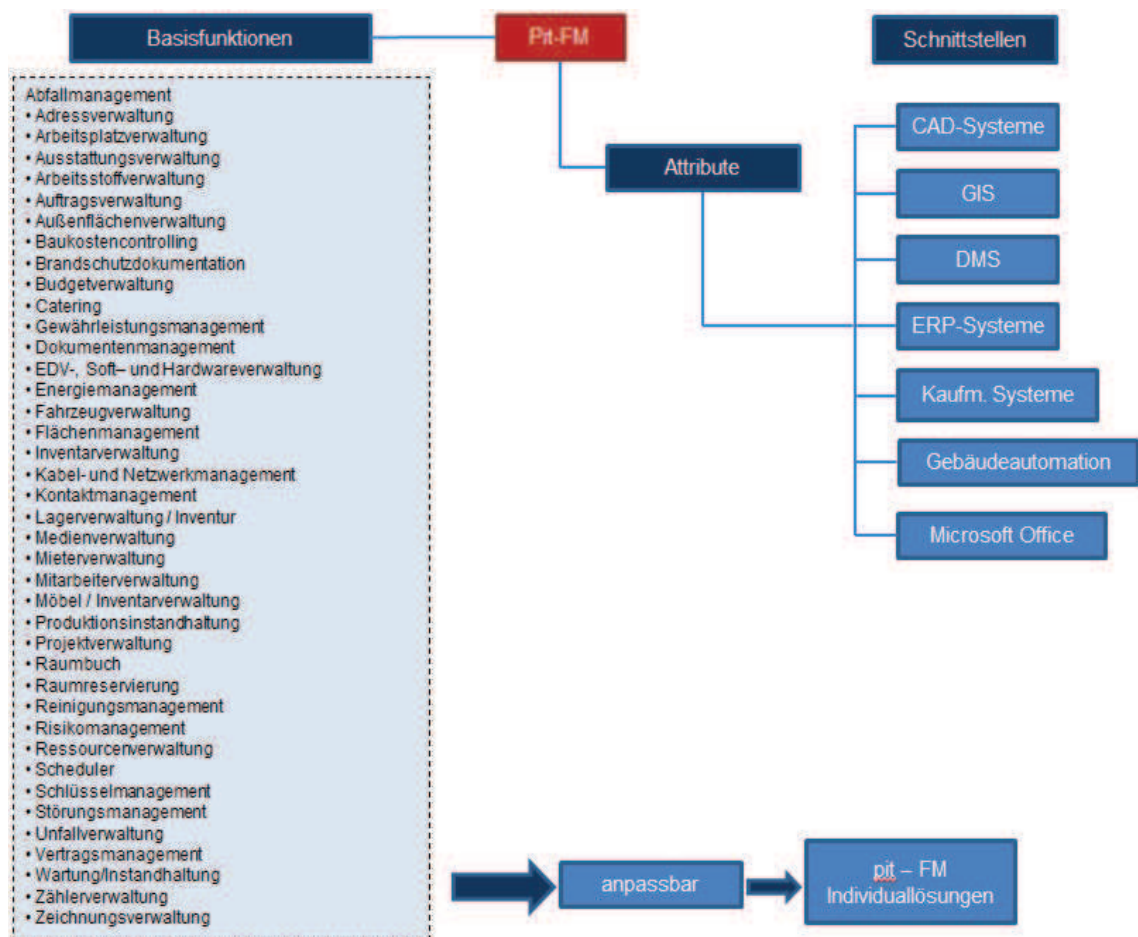 Basisfunktionen
Pit-FM
Schnittstellen
Abfallmanagement
• Adressverwaltung
• Arbeitsplatzverwaltung
• Ausstattungsverwaltung
• Arbeitsstoffverwaltung
• Auftragsverwaltung
• Außenflächenverwaltung
• Baukostencontrolling
• Brandschutzdokumentation
• Budgetverwaltung
• Catering
• Gewährleistungsmanagement
• Dokumentenmanagement
• EDV-, Soft– und Hardwareverwaltung
• Energiemanagement
• Fahrzeugverwaltung
• Flächenmanagement
• Inventarverwaltung
• Kabel- und Netzwerkmanagement
• Kontaktmanagement
• Lagerverwaltung / Inventur
• Medienverwaltung
• Mieterverwaltung
• Mitarbeiterverwaltung
• Möbel / Inventarverwaltung
• Produktionsinstandhaltung
• Projektverwaltung
• Raumbuch
• Raumreservierung
• Reinigungsmanagement
• Risikomanagement
• Ressourcenverwaltung
• Scheduler
• Schlüsselmanagement
• Störungsmanagement
• Unfallverwaltung
• Vertragsmanagement
• Wartung/Instandhaltung
• Zählerverwaltung
• Zeichnungsverwaltung
Attribute
CAD-Systeme
GIS
DMS
ERP-Systeme
Kaufm. Systeme
Gebäudeautomation
Microsoft Office
anpassbar
pit – FM
Individuallösungen